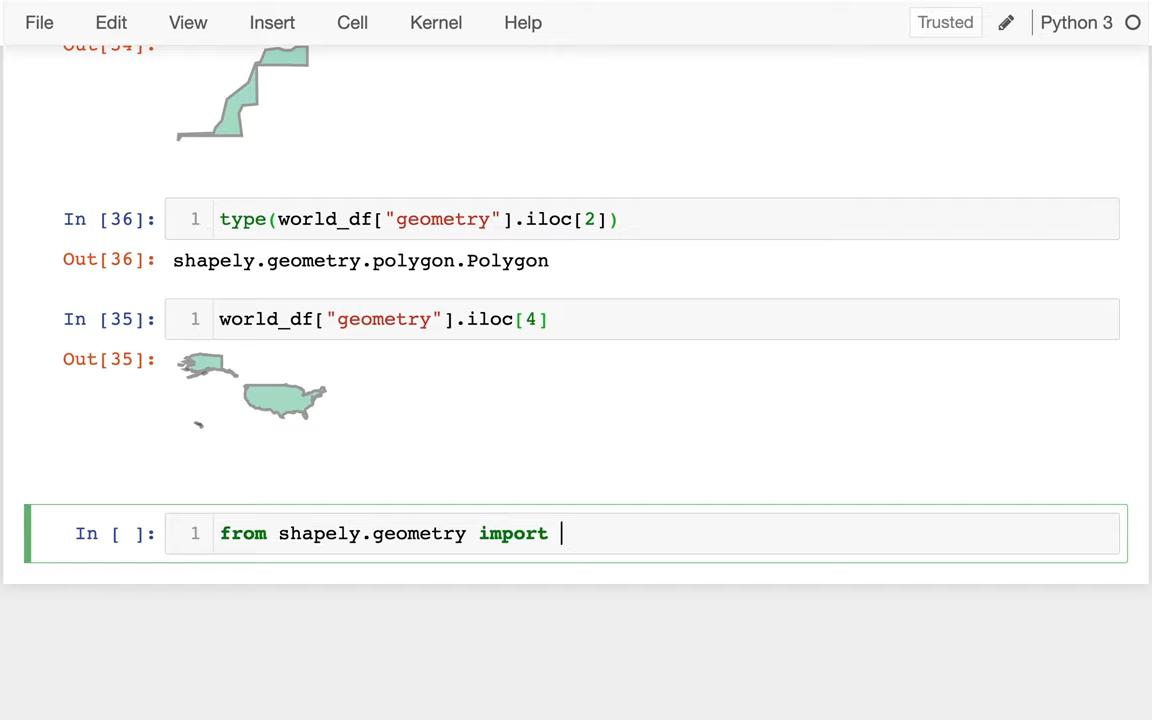 File Edit View Insert Cell Kernel Help Trusted Python 3
Out[34]:
In [36]: 1 type(world_df["geometry"].iloc[2])
Out[36]: shapely.geometry.polygon.Polygon
In [35]: 1 world_df["geometry"].iloc[4]
Out[35]:
In [ ]: 1 from shapely.geometry import